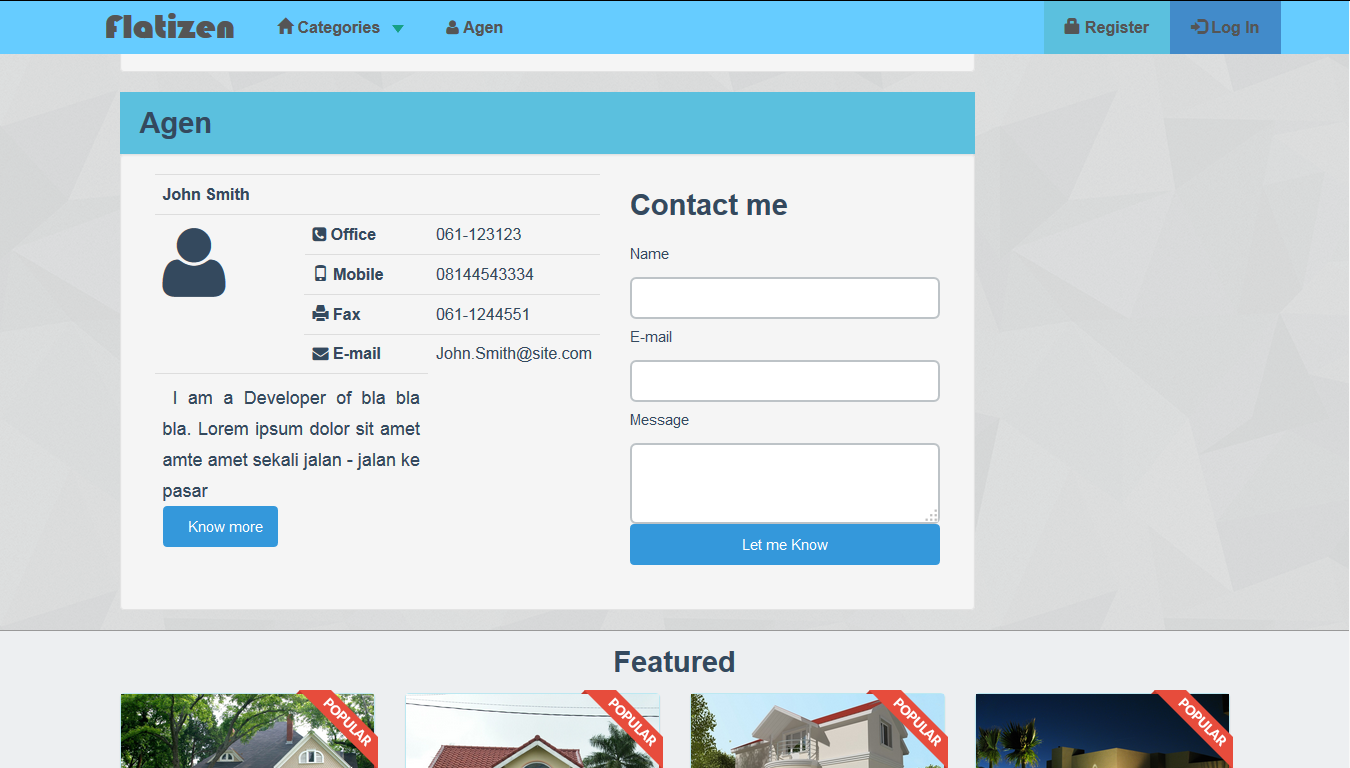 Flatizen
Categories
Agen
Register
Log In
Agen
John Smith
Office 061-123123
Mobile 08144543334
Fax 061-1244551
E-mail John.Smith@site.com
I am a Developer of bla bla
bla. Lorem ipsum dolor sit amet
amte amet sekali jalan - jalan ke
pasar
Know more
Contact me
Name
E-mail
Message
Let me Know
Featured
POPULAR
POPULAR
POPULAR
POPULAR